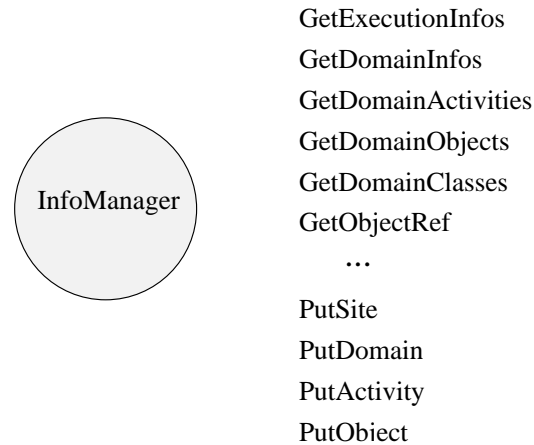 InfoManager
GetExecutionInfos
GetDomainInfos
GetDomainActivities
GetDomainObjects
GetDomainClasses
GetObjectRef
...
PutSite
PutDomain
PutActivity
PutObject